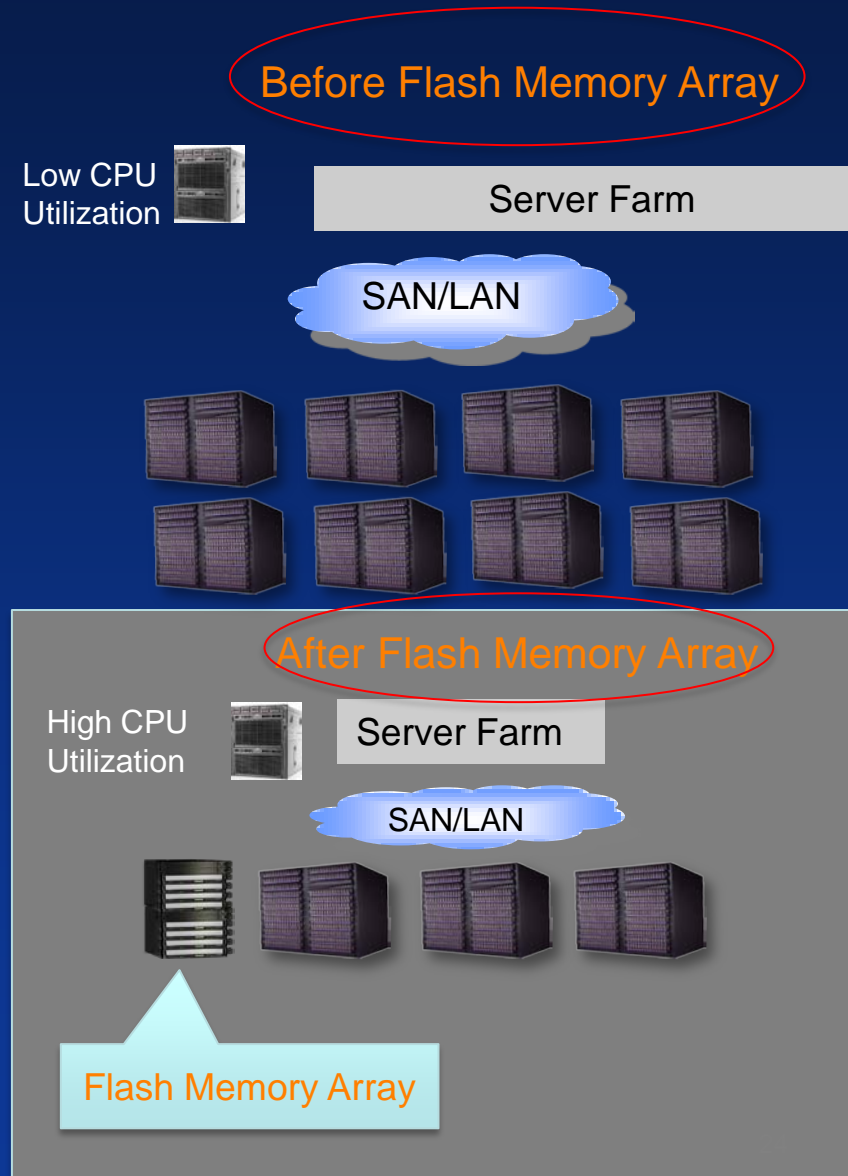 Before Flash Memory Array
Low CPU
Utilization
Server Farm
SAN/LAN
After Flash Memory Array
High CPU
Utilization
Server Farm
SAN/LAN
Flash Memory Array